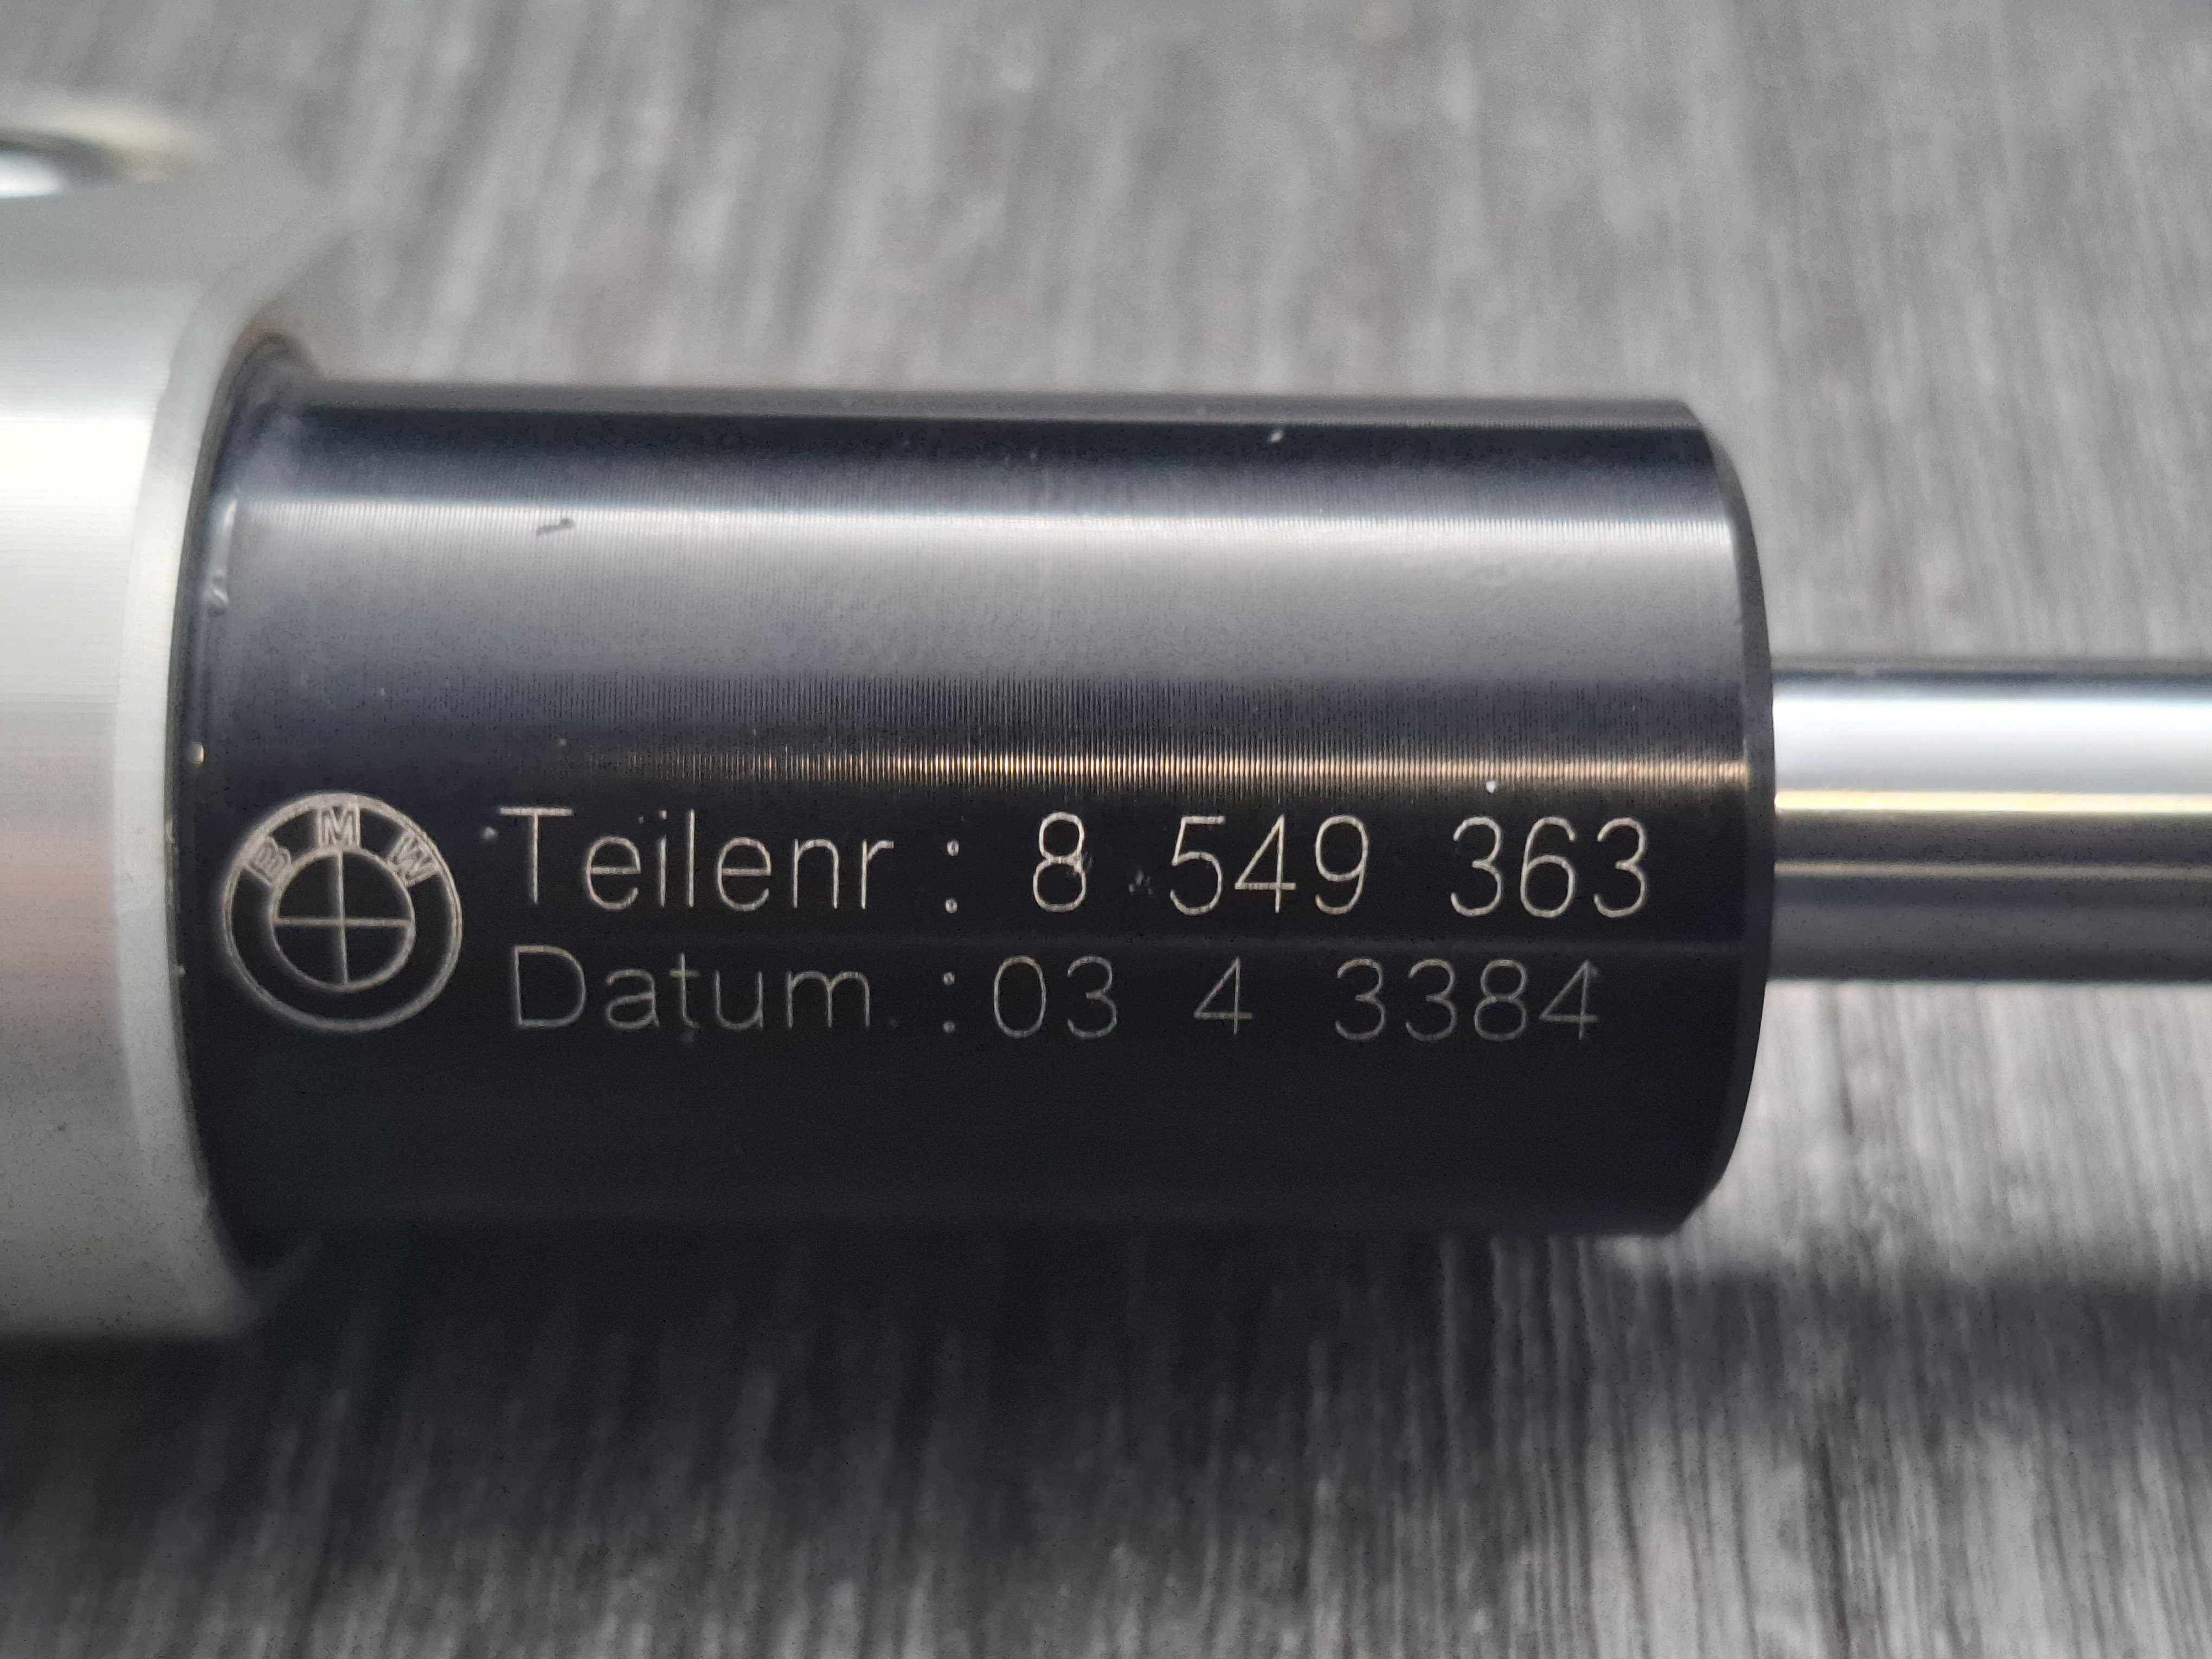 BMW
Teilenr : 8 549 363
Datum :03 4 3384